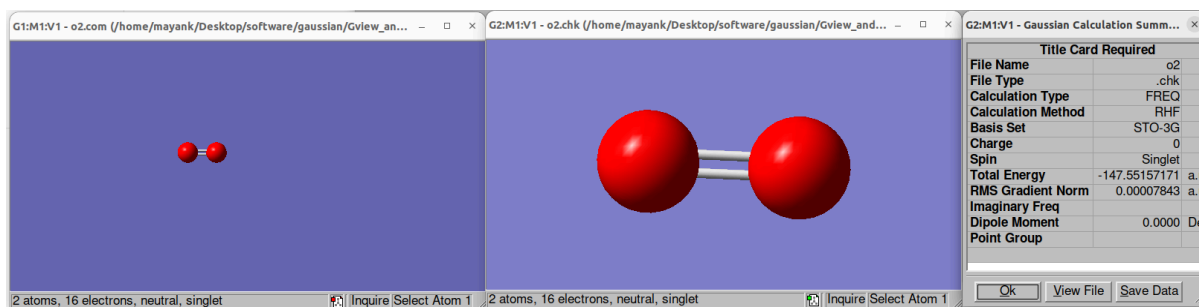 G1:M1:V1 - o2.com (/home/mayank/Desktop/software/gaussian/Gview_an...
2 atoms, 16 electrons, neutral, singlet
Inquire
Select Atom 1
G2:M1:V1 - o2.chk (/home/mayank/Desktop/software/gaussian/Gview_and...
2 atoms, 16 electrons, neutral, singlet
Inquire
Select Atom 1
G2:M1:V1 - Gaussian Calculation Summ...
Title Card Required
File Name o2
File Type .chk
Calculation Type FREQ
Calculation Method RHF
Basis Set STO-3G
Charge 0
Spin Singlet
Total Energy -147.55157171 a.
RMS Gradient Norm 0.00007843 a.
Imaginary Freq
Dipole Moment 0.0000 De
Point Group
Ok View File Save Data